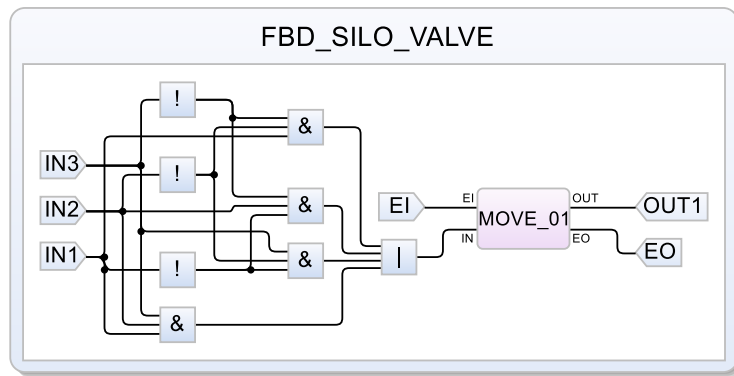 FBD_SILO_VALVE
!
&
IN3
!
IN2
&
EI
EI
MOVE_01
OUT
OUT1
IN
EO
EO
IN1
!
&
|
&